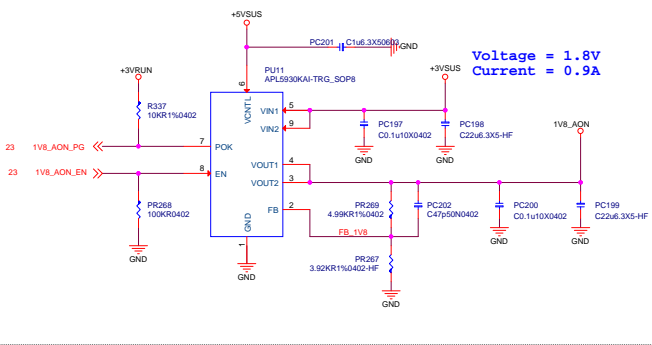 +5VSUS
PC201
C1u6.3X50603
GND
Voltage = 1.8V
Current = 0.9A
+3VRUN
PU11
APL5930KAI-TRG_SOP8
+3VSUS
R337
10KR1%0402
6
VCNTL
VIN1
5
VIN2
9
PC197
C0.1u10X0402
PC198
C22u6.3X5-HF
1V8_AON
23
1V8_AON_PG
7
POK
GND
GND
23
1V8_AON_EN
8
EN
VOUT1
4
VOUT2
3
PR268
100KR0402
FB
2
PR269
4.99KR1%0402
PC202
C47p50N0402
PC200
C0.1u10X0402
PC199
C22u6.3X5-HF
GND
FB_1V8
GND
GND
1
GND
GND
PR267
3.92KR1%0402-HF
GND